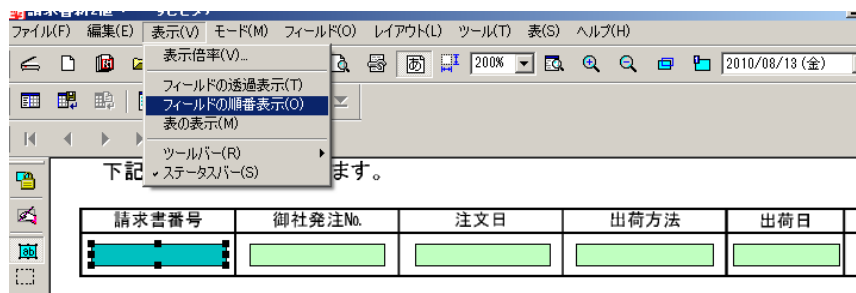 ファイル(F) 編集(E) 表示(V) モード(M) フィールド(O) レイアウト(L) ツール(T) 表(S) ヘルプ(H)
表示倍率(V)...
あ 200% 2010/08/13 (金)
フィールドの透過表示(T)
フィールドの順番表示(O)
表の表示(M)
ツールバー(R)
ステータスバー(S)
下記 ます。
請求書番号 御社発注No. 注文日 出荷方法 出荷日